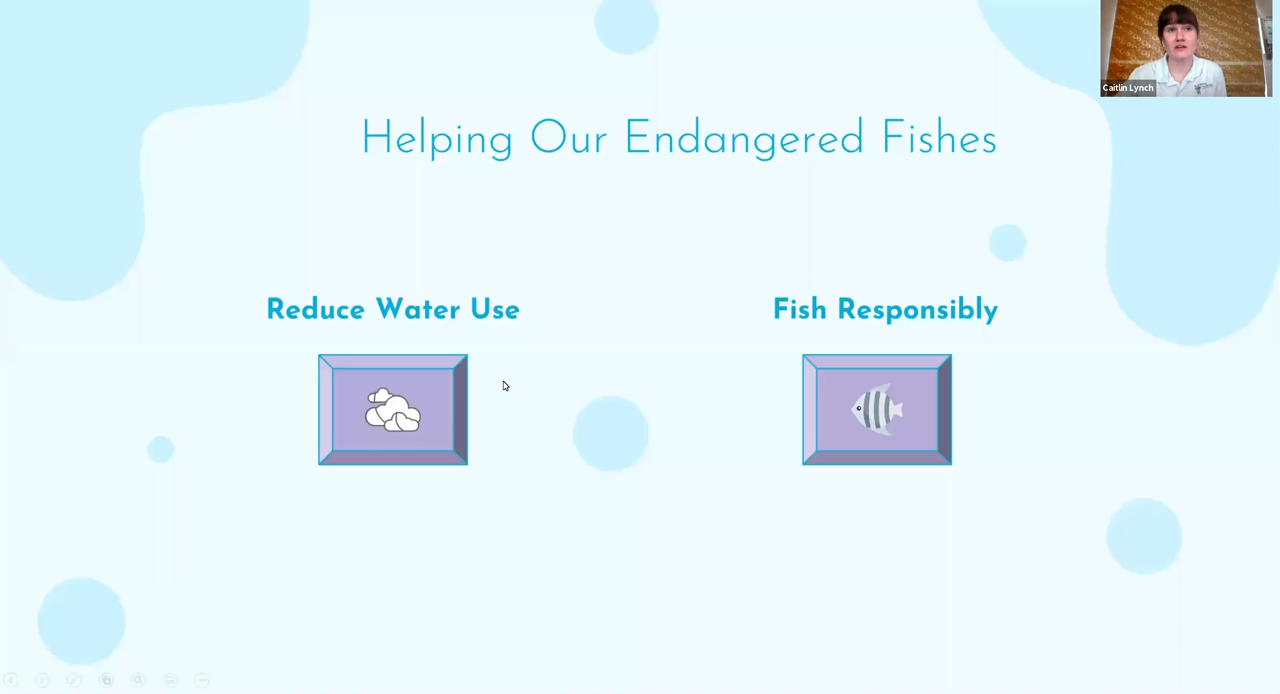 Caitlin Lynch
Helping Our Endangered Fishes
Reduce Water Use
Fish Responsibly